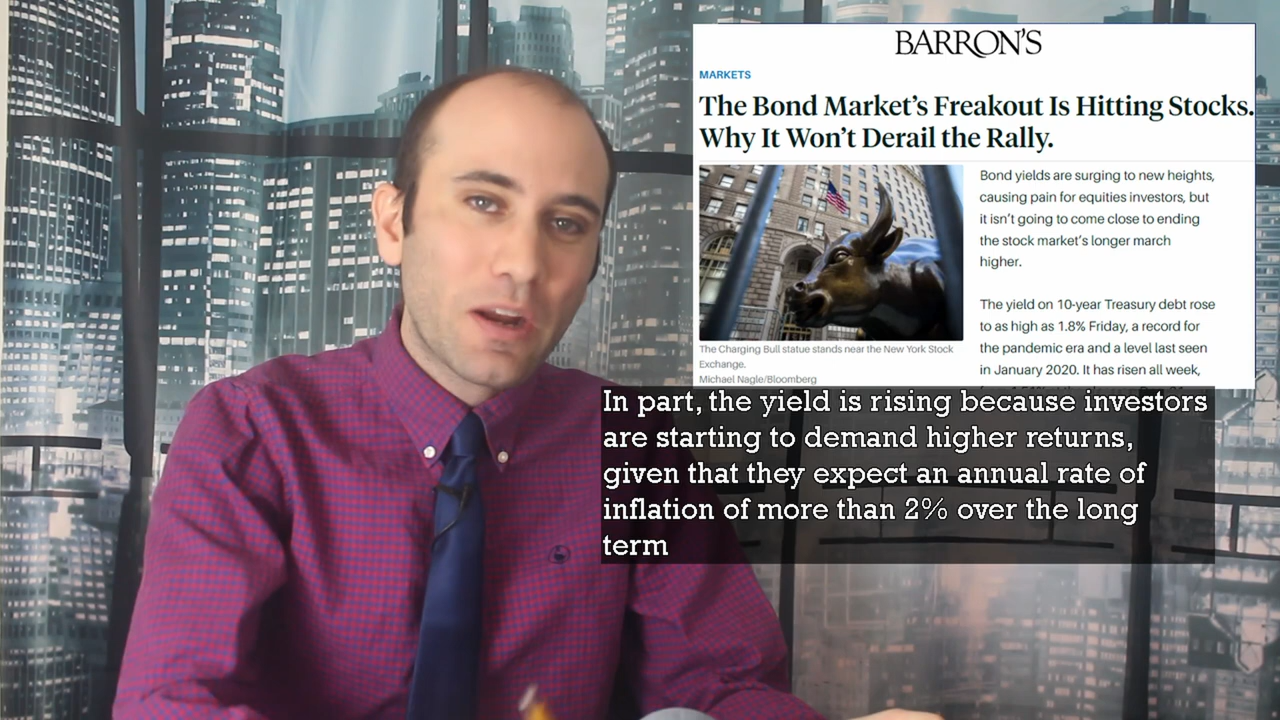 BARRON'S
MARKETS
The Bond Market's Freakout Is Hitting Stocks.
Why It Won't Derail the Rally.
Bond yields are surging to new heights,
causing pain for equities investors, but
it isn't going to come close to ending
the stock market's longer march
higher.
The yield on 10-year Treasury debt rose
to as high as 1.8% Friday, a record for
the pandemic era and a level last seen
in January 2020. It has risen all week,
The Charging Bull statue stands near the New York Stock
Exchange.
Michael Nagle/Bloomberg
In part, the yield is rising because investors
are starting to demand higher returns,
given that they expect an annual rate of
inflation of more than 2% over the long
term